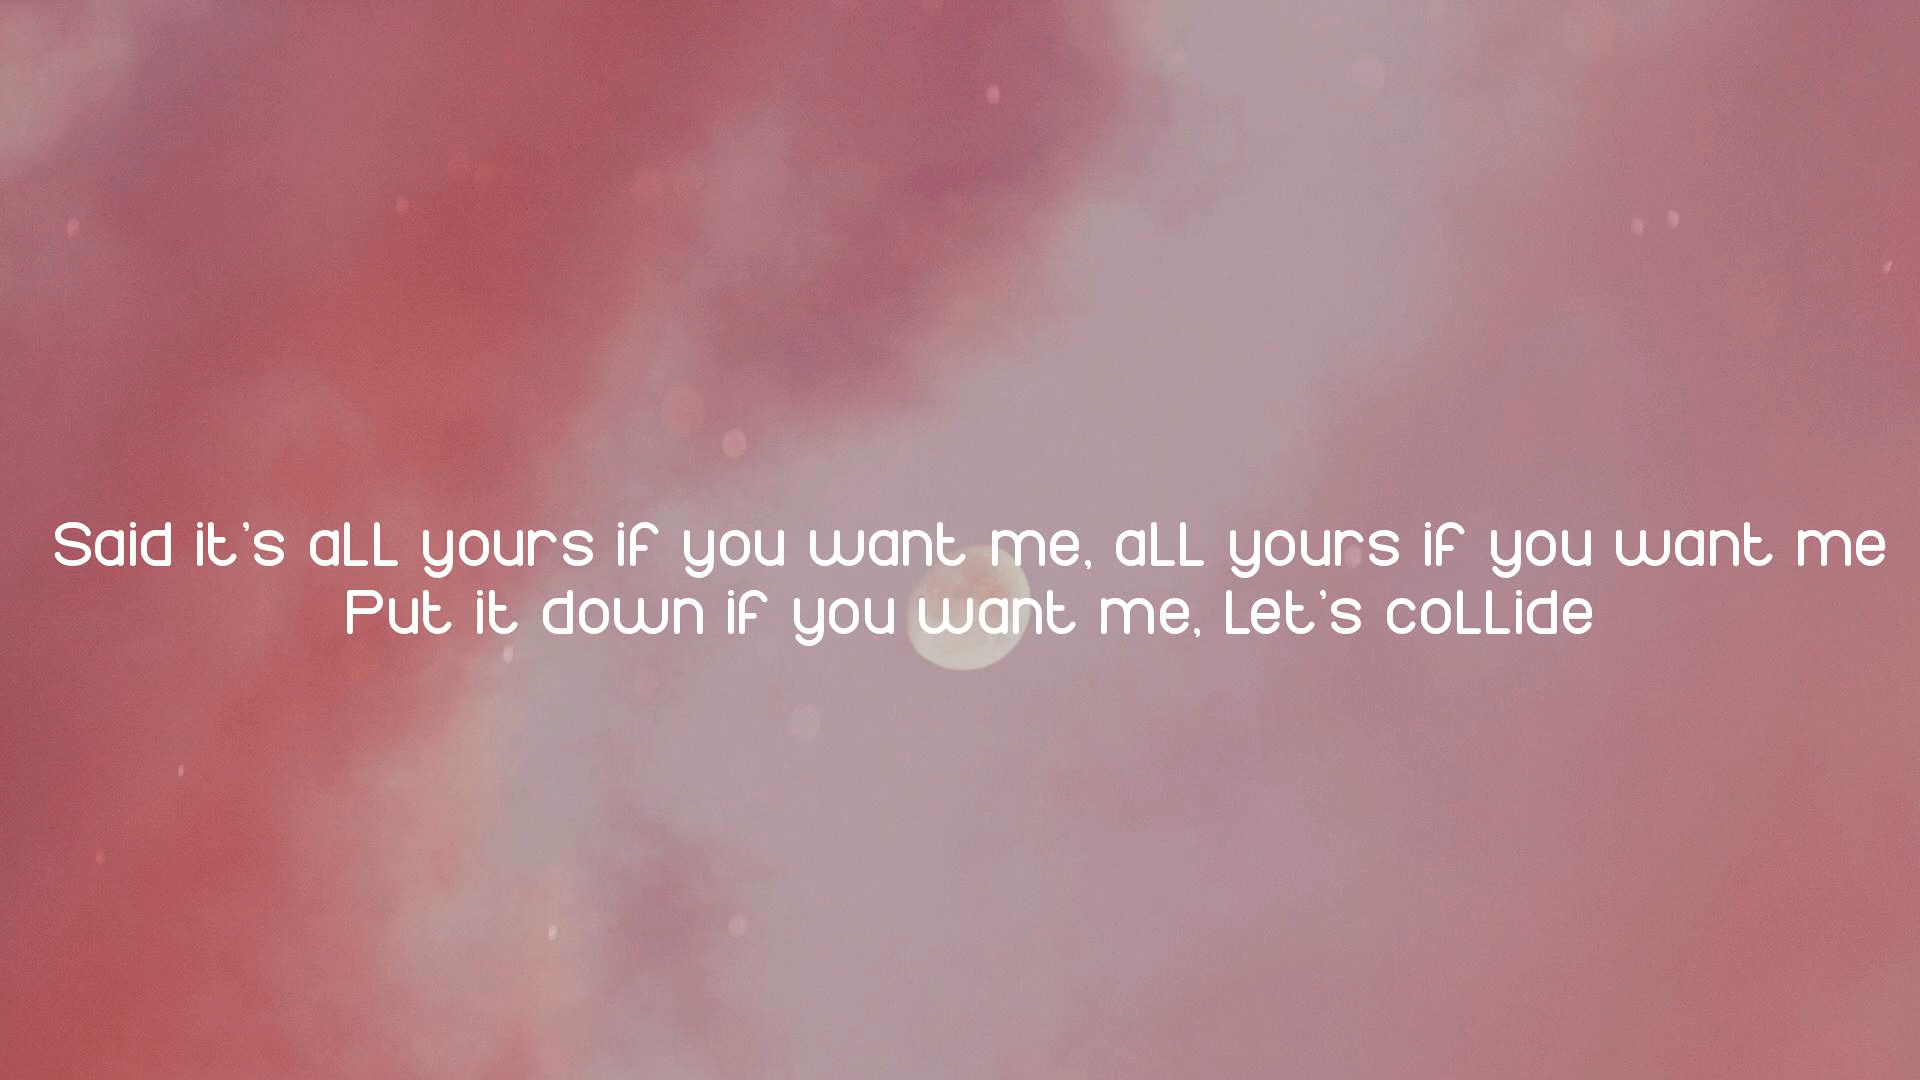 Said it's all yours if you want me, all yours if you want me
Put it down if you want me, Let's collide